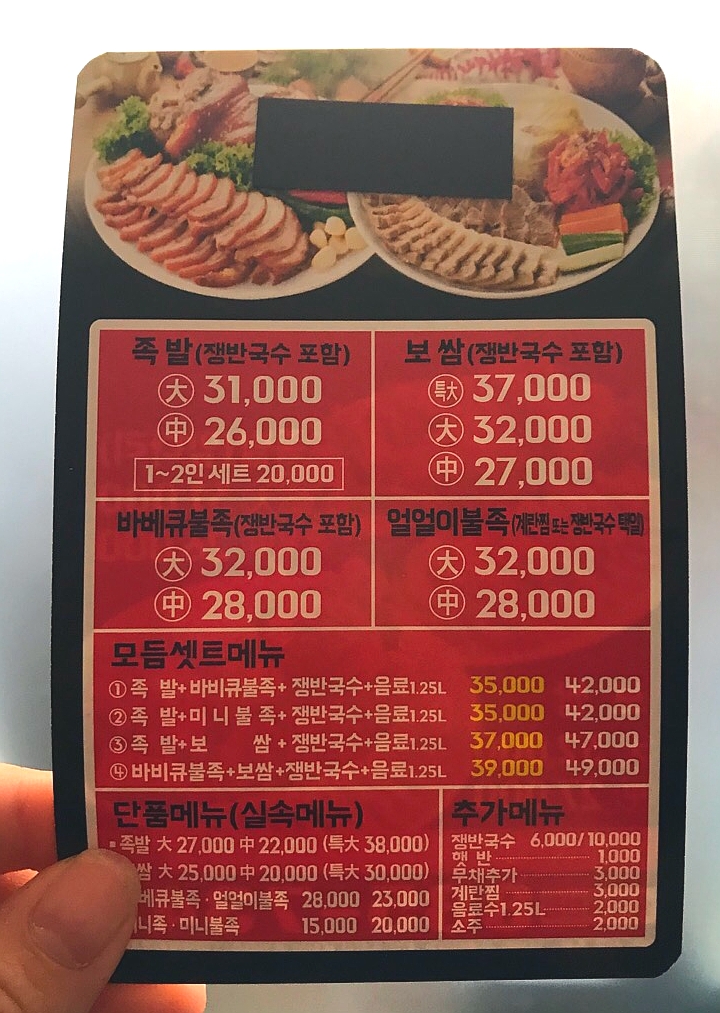 족 발(쟁반국수 포함)
大 31,000
中 26,000
1~2인 세트 20,000
보 쌈(쟁반국수 포함)
特大 37,000
大 32,000
中 27,000
바베큐불족(쟁반국수 포함)
大 32,000
中 28,000
얼얼이불족(계란찜 또는 쟁반국수 택일)
大 32,000
中 28,000
모듬셋트메뉴
① 족 발+바비큐불족+쟁반국수+음료1.25L 35,000 42,000
② 족 발+미니불족+쟁반국수+음료1.25L 35,000 42,000
③ 족 발+보 쌈+쟁반국수+음료1.25L 37,000 47,000
④ 바비큐불족+보쌈+쟁반국수+음료1.25L 39,000 49,000
단품메뉴(실속메뉴)
족발 大 27,000 中 22,000 (특大 38,000)
쌈 大 25,000 中 20,000 (특大 30,000)
베큐불족·얼얼이불족 28,000 23,000
니족·미니불족 15,000 20,000
추가메뉴
쟁반국수 6,000/10,000
햇 반 1,000
무채추가 3,000
계란찜 3,000
음료수1.25L 2,000
소주 2,000